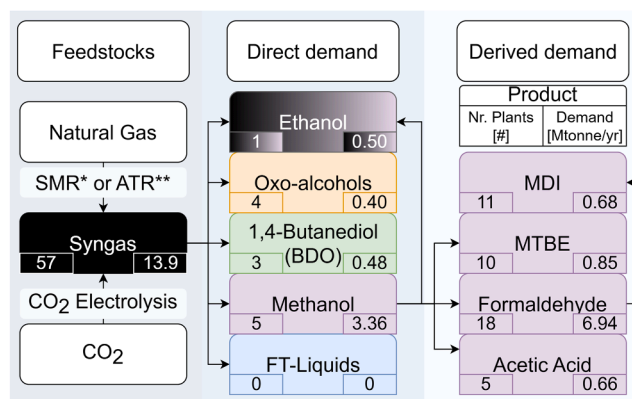 Feedstocks
Direct demand
Derived demand
Product
Nr. Plants [#]
Demand [Mtonne/yr]
Natural Gas
SMR* or ATR**
Syngas
57 13.9
CO2 Electrolysis
CO2
Ethanol
1 0.50
Oxo-alcohols
4 0.40
1,4-Butanediol
(BDO)
3 0.48
Methanol
5 3.36
FT-Liquids
0 0
MDI
11 0.68
MTBE
10 0.85
Formaldehyde
18 6.94
Acetic Acid
5 0.66